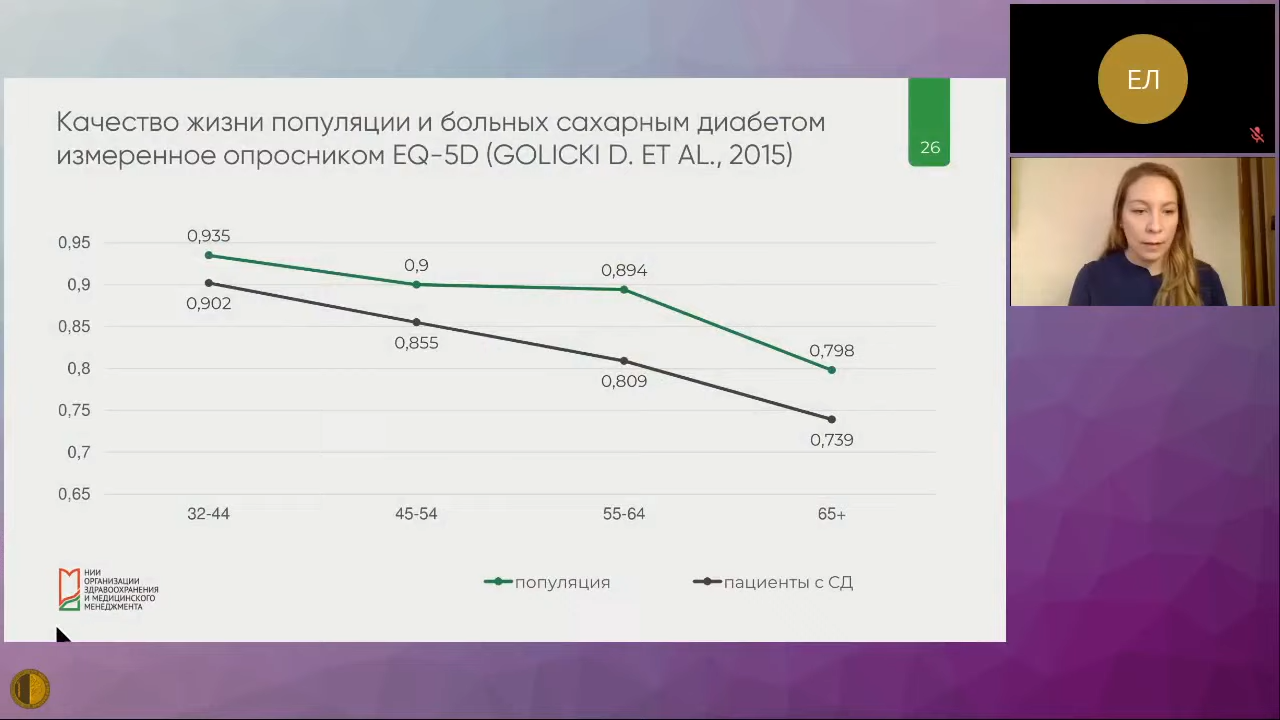 Качество жизни популяции и больных сахарным диабетом
измеренное опросником EQ-5D (GOLICKI D. ET AL., 2015)
26
ЕЛ
0,95
0,9
0,85
0,8
0,75
0,7
0,65
0,935
0,9
0,894
0,798
0,902
0,855
0,809
0,739
32-44
45-54
55-64
65+
популяция
пациенты с СД
НИИ
ОРГАНИЗАЦИИ
ЗДРАВООХРАНЕНИЯ
И МЕДИЦИНСКОГО
МЕНЕДЖМЕНТА